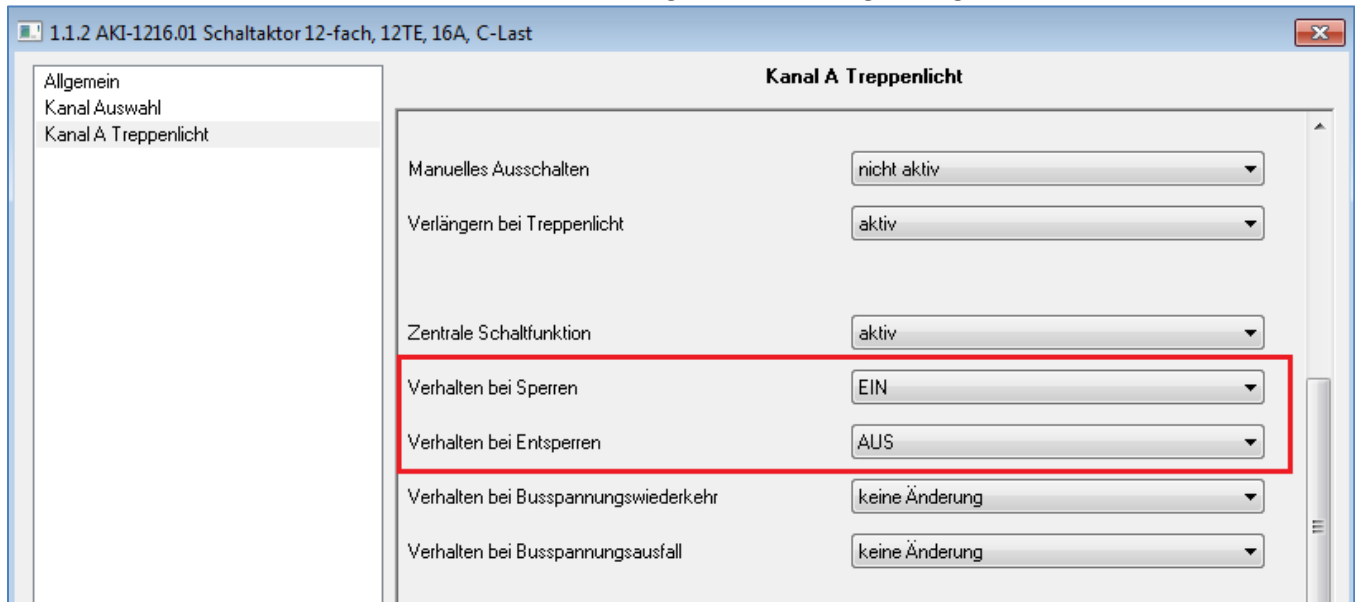 1.1.2 AKI-1216.01 Schaltaktor 12-fach, 12TE, 16A, C-Last
Allgemein
Kanal Auswahl
Kanal A Treppenlicht
Kanal A Treppenlicht
Manuelles Ausschalten nicht aktiv
Verlängern bei Treppenlicht aktiv
Zentrale Schaltfunktion aktiv
Verhalten bei Sperren EIN
Verhalten bei Entsperren AUS
Verhalten bei Busspannungswiederkehr keine Änderung
Verhalten bei Busspannungsausfall keine Änderung